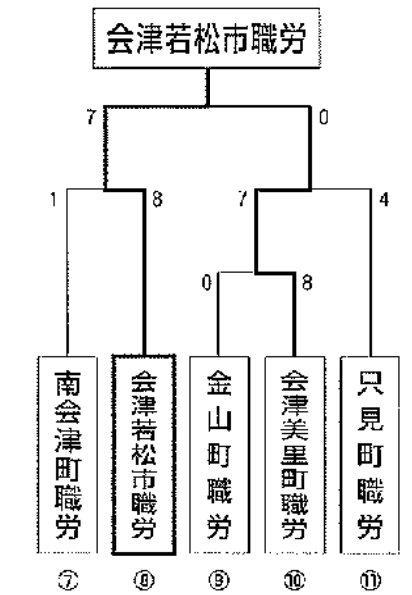 会津若松市職労
7 0
1 8 7 4
0 8
南会津町職労
会津若松市職労
金山町職労
会津美里町職労
只見町職労
⑦ ⑧ ⑨ ⑩ ⑪